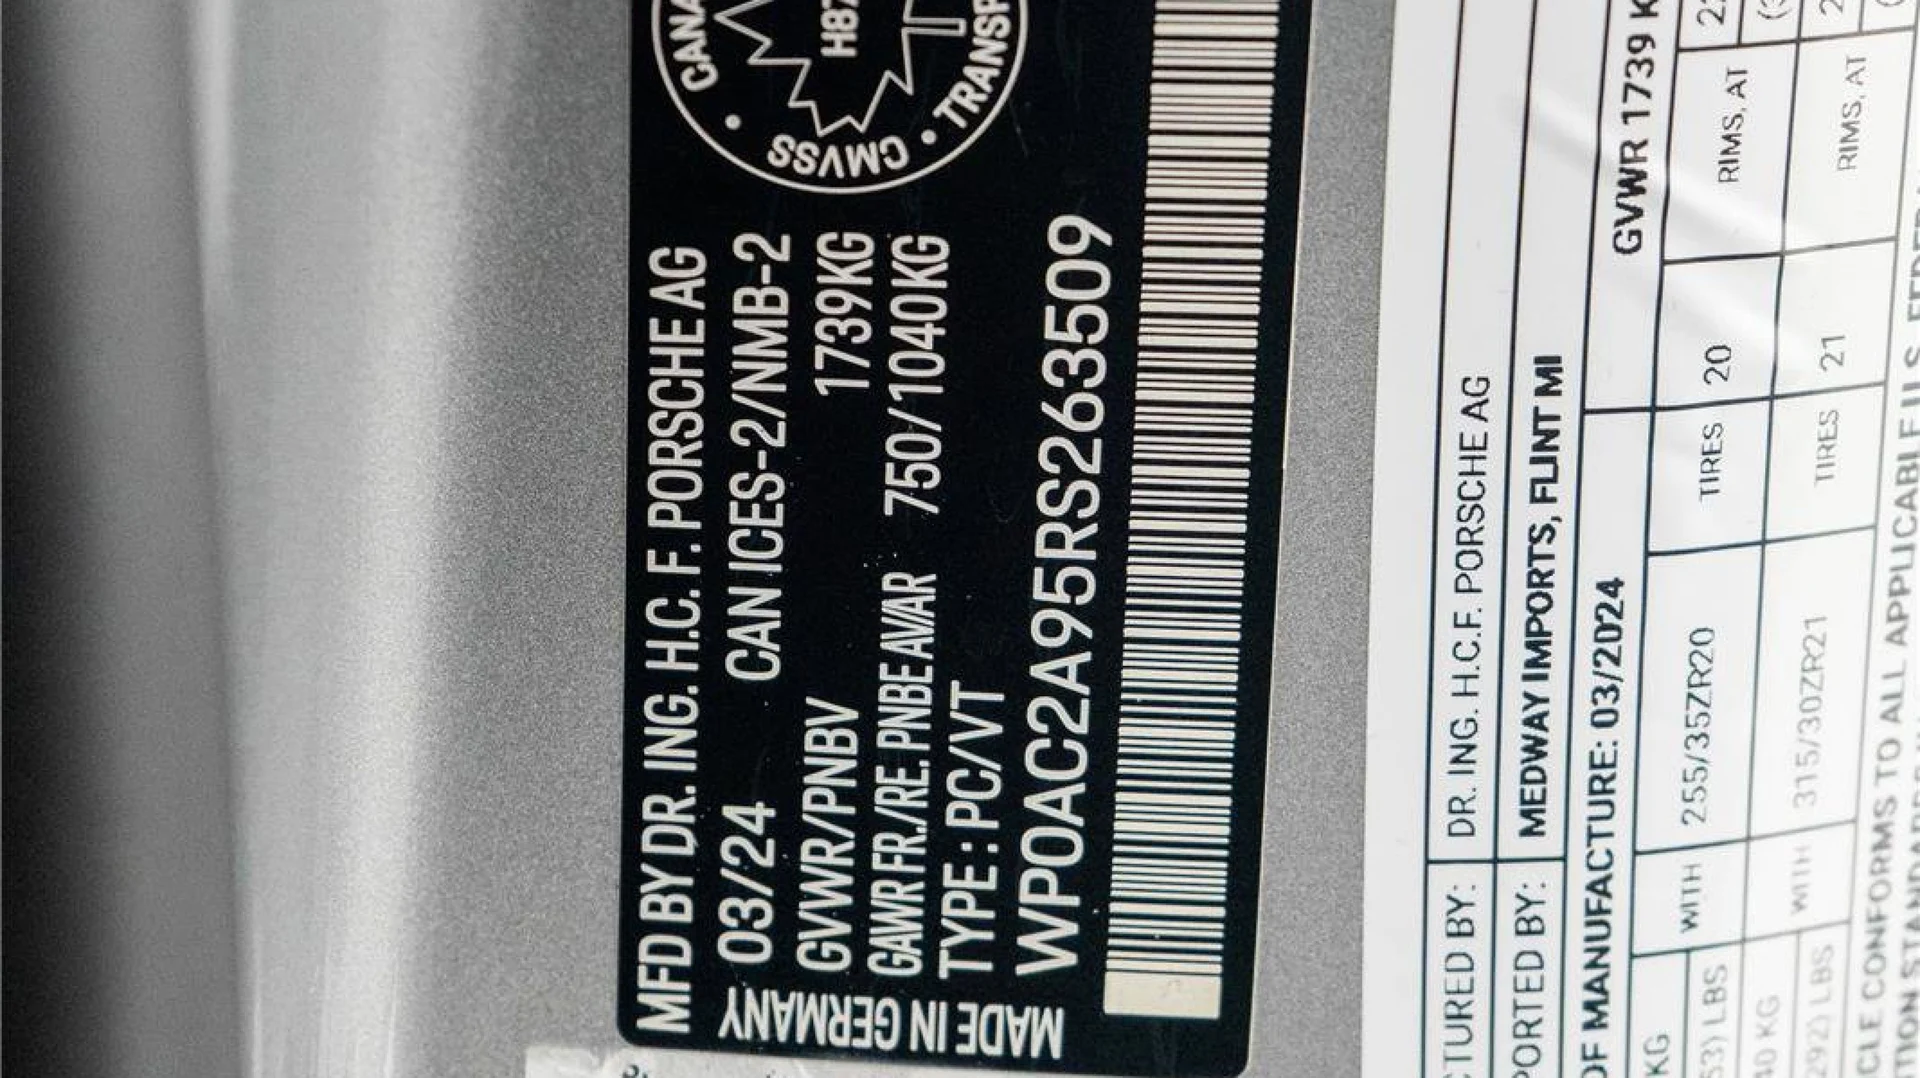 MFD BY DR. ING. H.C. F. PORSCHE AG
03/24 CAN ICES-2/NMB-2
GVWR/PNBV 1739KG
GAWR FR./RE. PNBE AV/AR 750/1040KG
TYPE: PC/VT
WP0AC2A95RS263509
MADE IN GERMANY
CANA
H87
CMVSS • TRANSP
CTURED BY: DR. ING. H.C.F. PORSCHE AG
PORTED BY: MEDWAY IMPORTS, FLINT MI
OF MANUFACTURE: 03/2024 GVWR 1739 K
KG WITH 255/35ZR20 TIRES 20 RIMS, AT
53) LBS
40 KG WITH 315/30ZR21 TIRES 21 RIMS, AT
292) LBS
CLE CONFORMS TO ALL APPLICABLE U.S. FEDERA